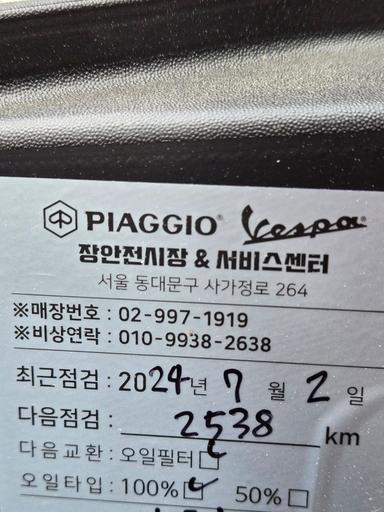 PIAGGIO Vespa
장안전시장 & 서비스센터
서울 동대문구 사가정로 264
※매장번호 : 02-997-1919
※비상연락 : 010-9938-2638
최근점검 : 2024년 7월 2일
다음점검 : 2538 km
다음교환 : 오일필터☑
오일타입 : 100%☑ 50%☐